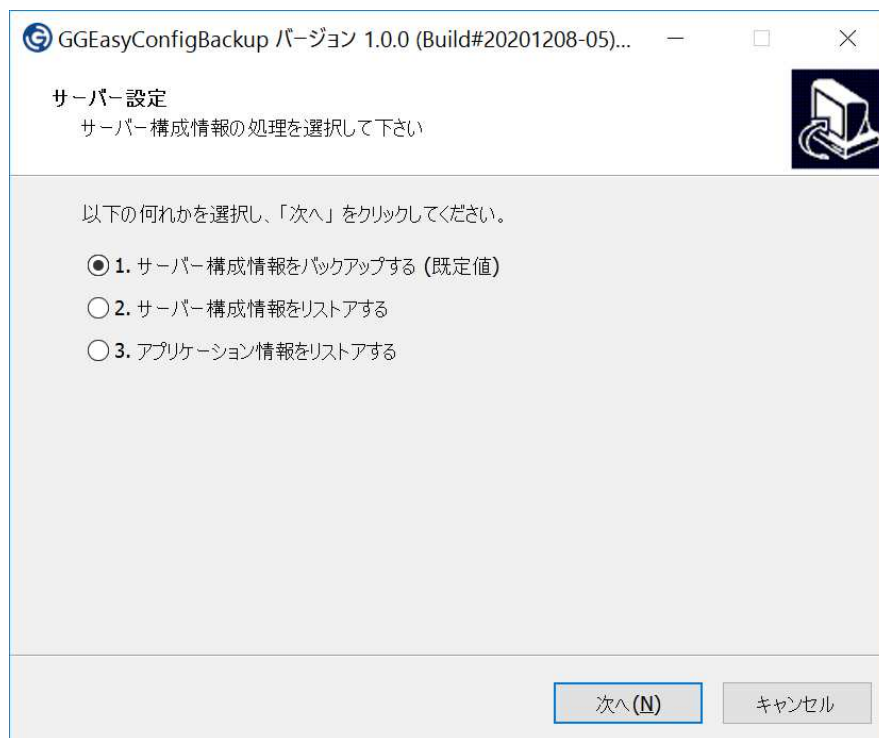 GGEasyConfigBackup バージョン 1.0.0 (Build#20201208-05)...
サーバー設定
サーバー構成情報の処理を選択して下さい
以下の何れかを選択し、「次へ」をクリックしてください。
1. サーバー構成情報をバックアップする (既定値)
2. サーバー構成情報をリストアする
3. アプリケーション情報をリストアする
次へ(N)
キャンセル